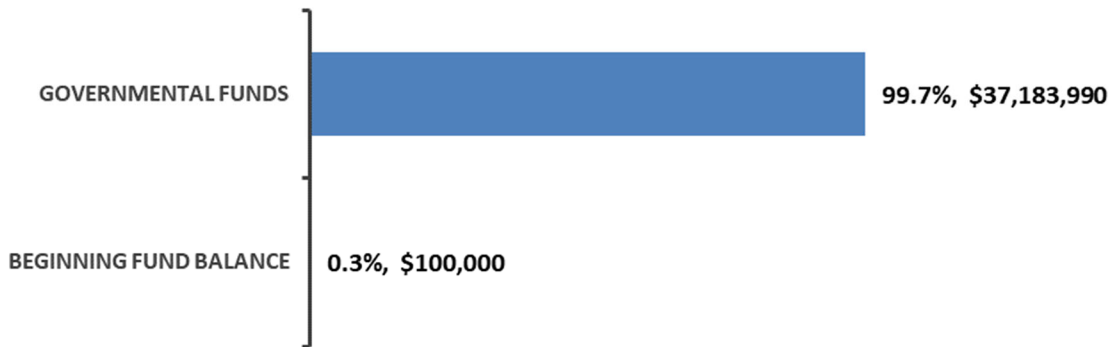 GOVERNMENTAL FUNDS 99.7%, $37,183,990
BEGINNING FUND BALANCE 0.3%, $100,000